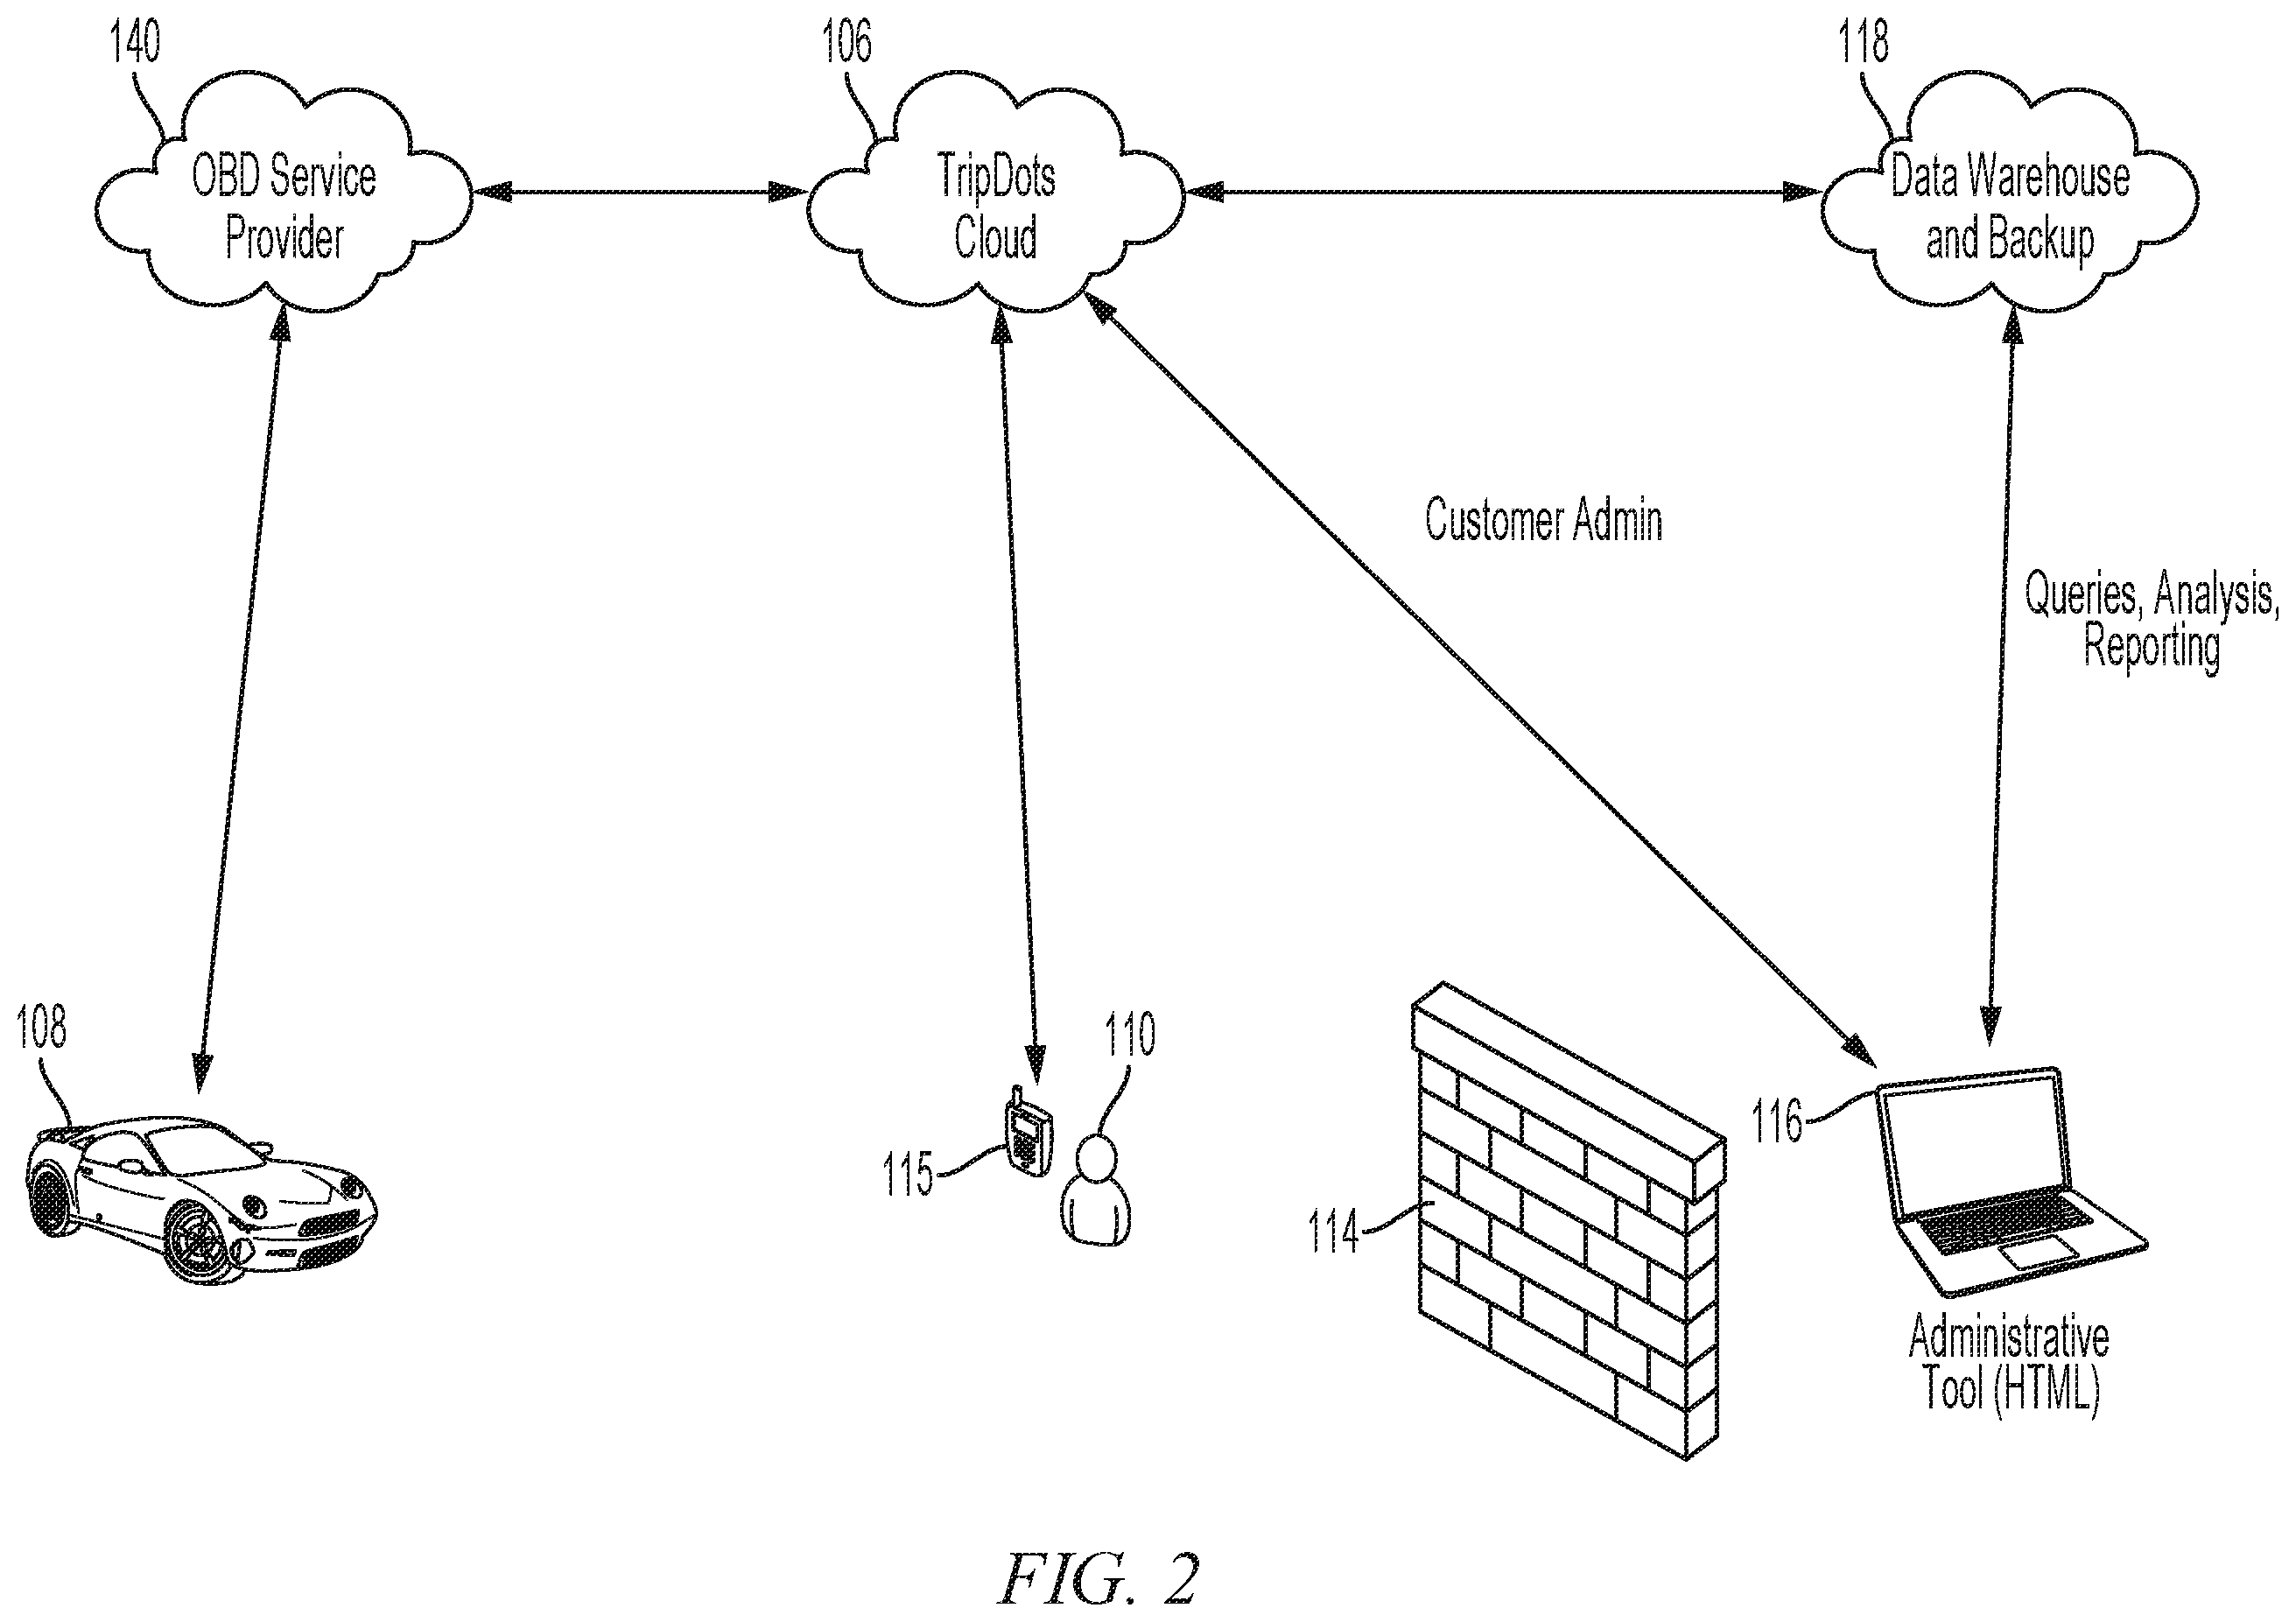 140
106
118
OBD Service
Provider
TripDots
Cloud
Data Warehouse
and Backup
Customer Admin
Queries, Analysis,
Reporting
108
110
115
114
116
Administrative
Tool (HTML)
FIG. 2